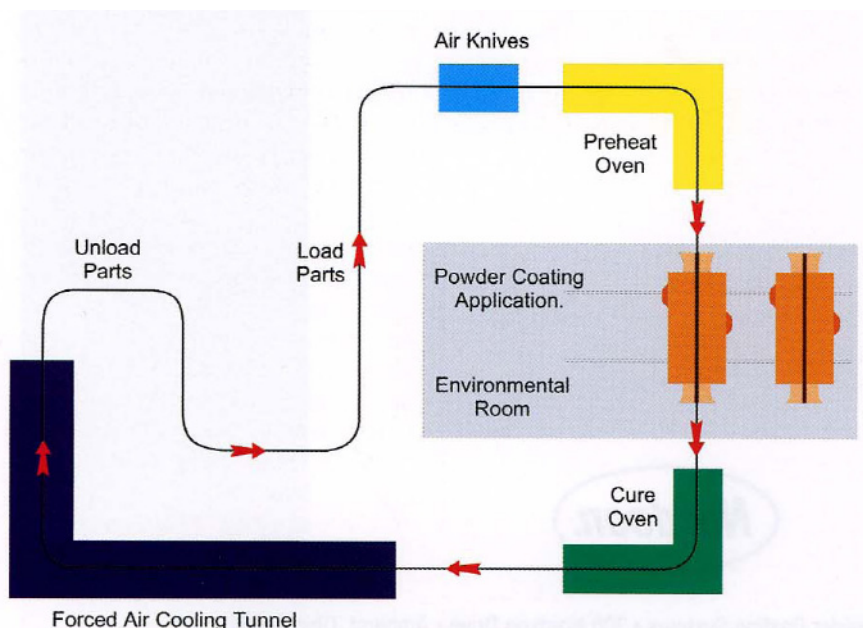 Air Knives
Preheat
Oven
Unload
Parts
Load
Parts
Powder Coating
Application.
Environmental
Room
Cure
Oven
Forced Air Cooling Tunnel